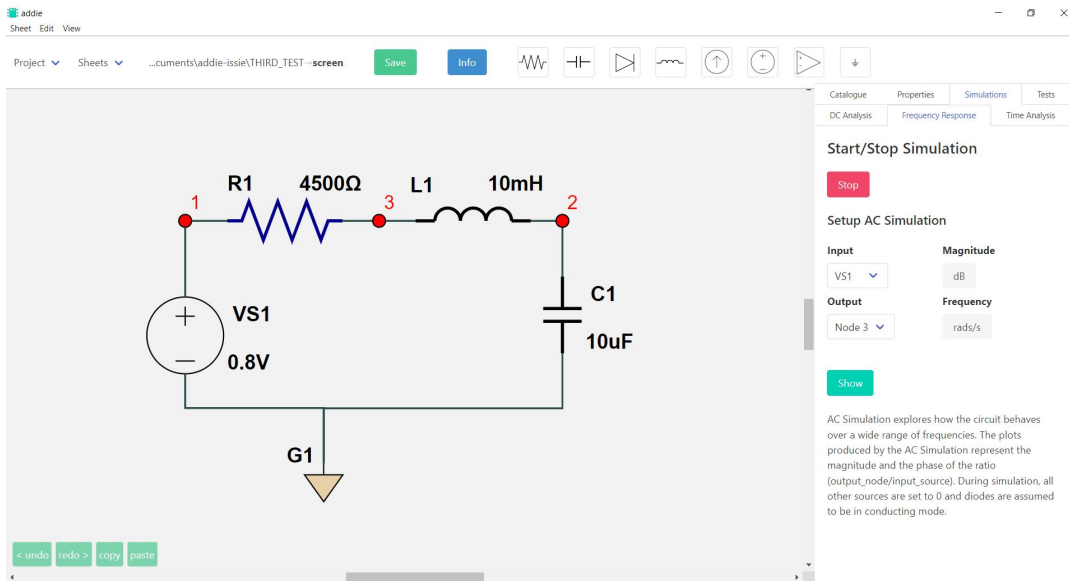 addie
Sheet Edit View
Project Sheets ...cuments\addie-issie\THIRD_TEST--screen Save Info
Catalogue Properties Simulations Tests
DC Analysis Frequency Response Time Analysis
Start/Stop Simulation
Stop
Setup AC Simulation
Input Magnitude
VS1 dB
Output Frequency
Node 3 rads/s
Show
AC Simulation explores how the circuit behaves
over a wide range of frequencies. The plots
produced by the AC Simulation represent the
magnitude and the phase of the ratio
(output_node/input_source). During simulation, all
other sources are set to 0 and diodes are assumed
to be in conducting mode.
R1 4500Ω L1 10mH
1 3 2
C1
VS1
10uF
0.8V
G1
< undo redo > copy paste